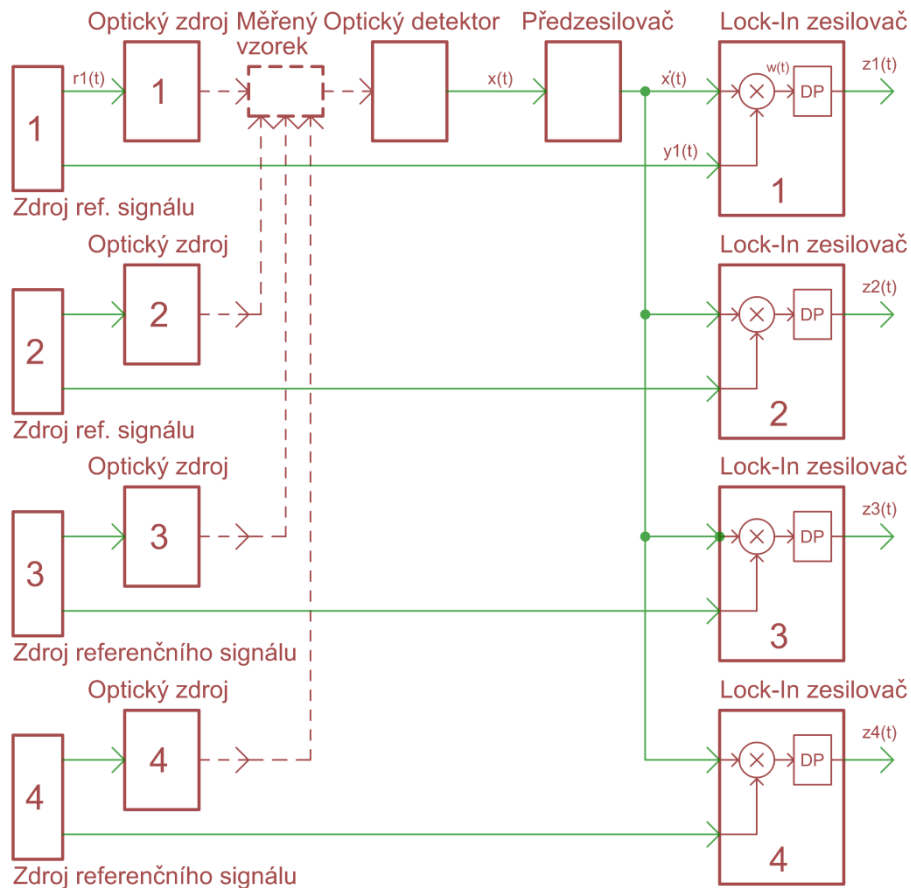 Optický zdroj Měřený vzorek Optický detektor Předzesilovač Lock-In zesilovač
1 r1(t) 1 x(t) x'(t) w(t) DP z1(t)
y1(t)
1
Zdroj ref. signálu
Optický zdroj Lock-In zesilovač
2 2 DP z2(t)
2
Zdroj ref. signálu
Optický zdroj Lock-In zesilovač
3 3 DP z3(t)
3
Zdroj referenčního signálu
Optický zdroj Lock-In zesilovač
4 4 DP z4(t)
4
Zdroj referenčního signálu